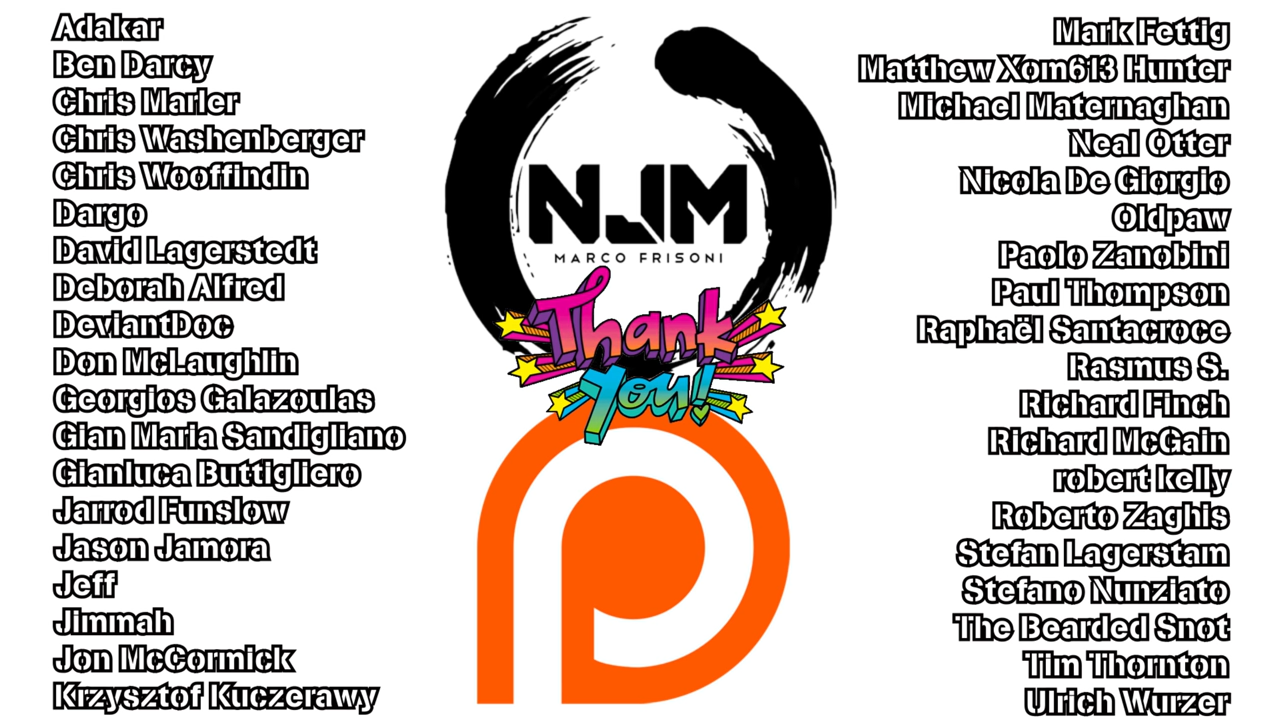 Adakar
Ben Darcy
Chris Marler
Chris Washenberger
Chris Wooffindin
Dargo
David Lagerstedt
Deborah Alfred
DeviantDoc
Don McLaughlin
Georgios Galazoulas
Gian Maria Sandigliano
Gianluca Buttigliero
Jarrod Funslow
Jason Jamora
Jeff
Jimmah
Jon McCormick
Krzysztof Kuczerawy
NJM
MARCO FRISONI
Thank
You!
Mark Fettig
Matthew Xom613 Hunter
Michael Maternaghan
Neal Otter
Nicola De Giorgio
Oldpaw
Paolo Zanobini
Paul Thompson
Raphaël Santacroce
Rasmus S.
Richard Finch
Richard McGain
robert kelly
Roberto Zaghis
Stefan Lagerstam
Stefano Nunziato
The Bearded Snot
Tim Thornton
Ulrich Wurzer